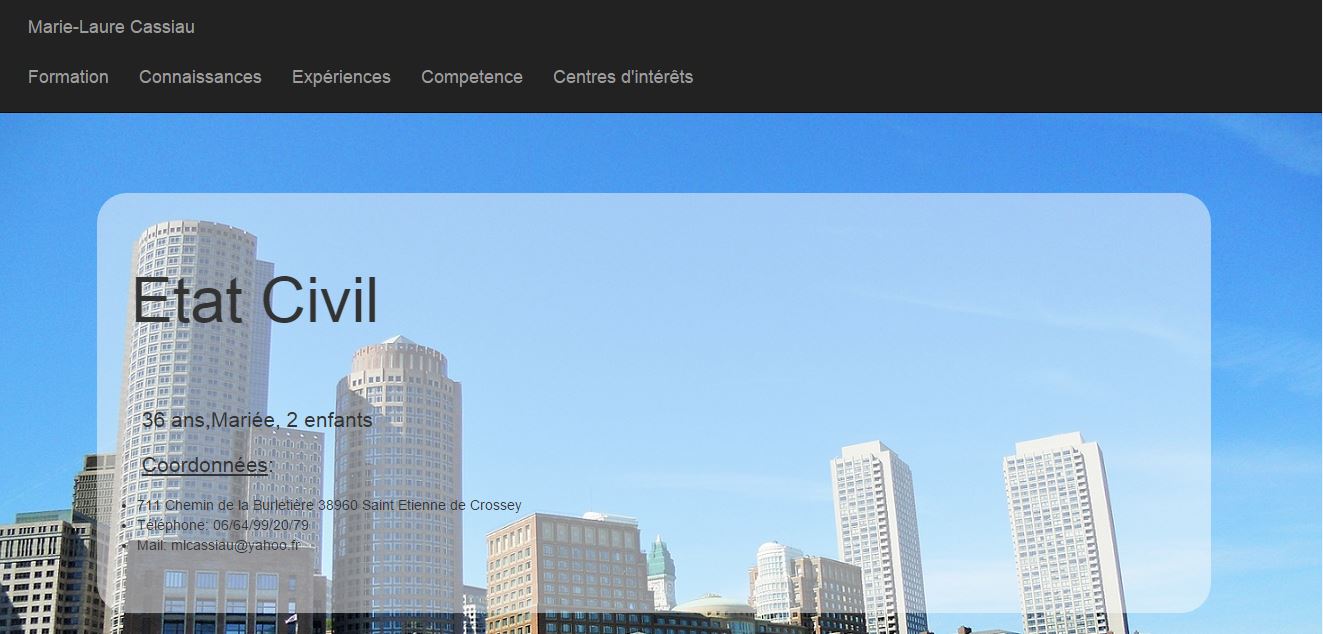 Marie-Laure Cassiau
Formation Connaissances Expériences Competence Centres d'intérêts
Etat Civil
36 ans,Mariée, 2 enfants
Coordonnées:
711 Chemin de la Burletière 38960 Saint Etienne de Crossey
Téléphone: 06/64/99/20/79
Mail: mlcassiau@yahoo.fr